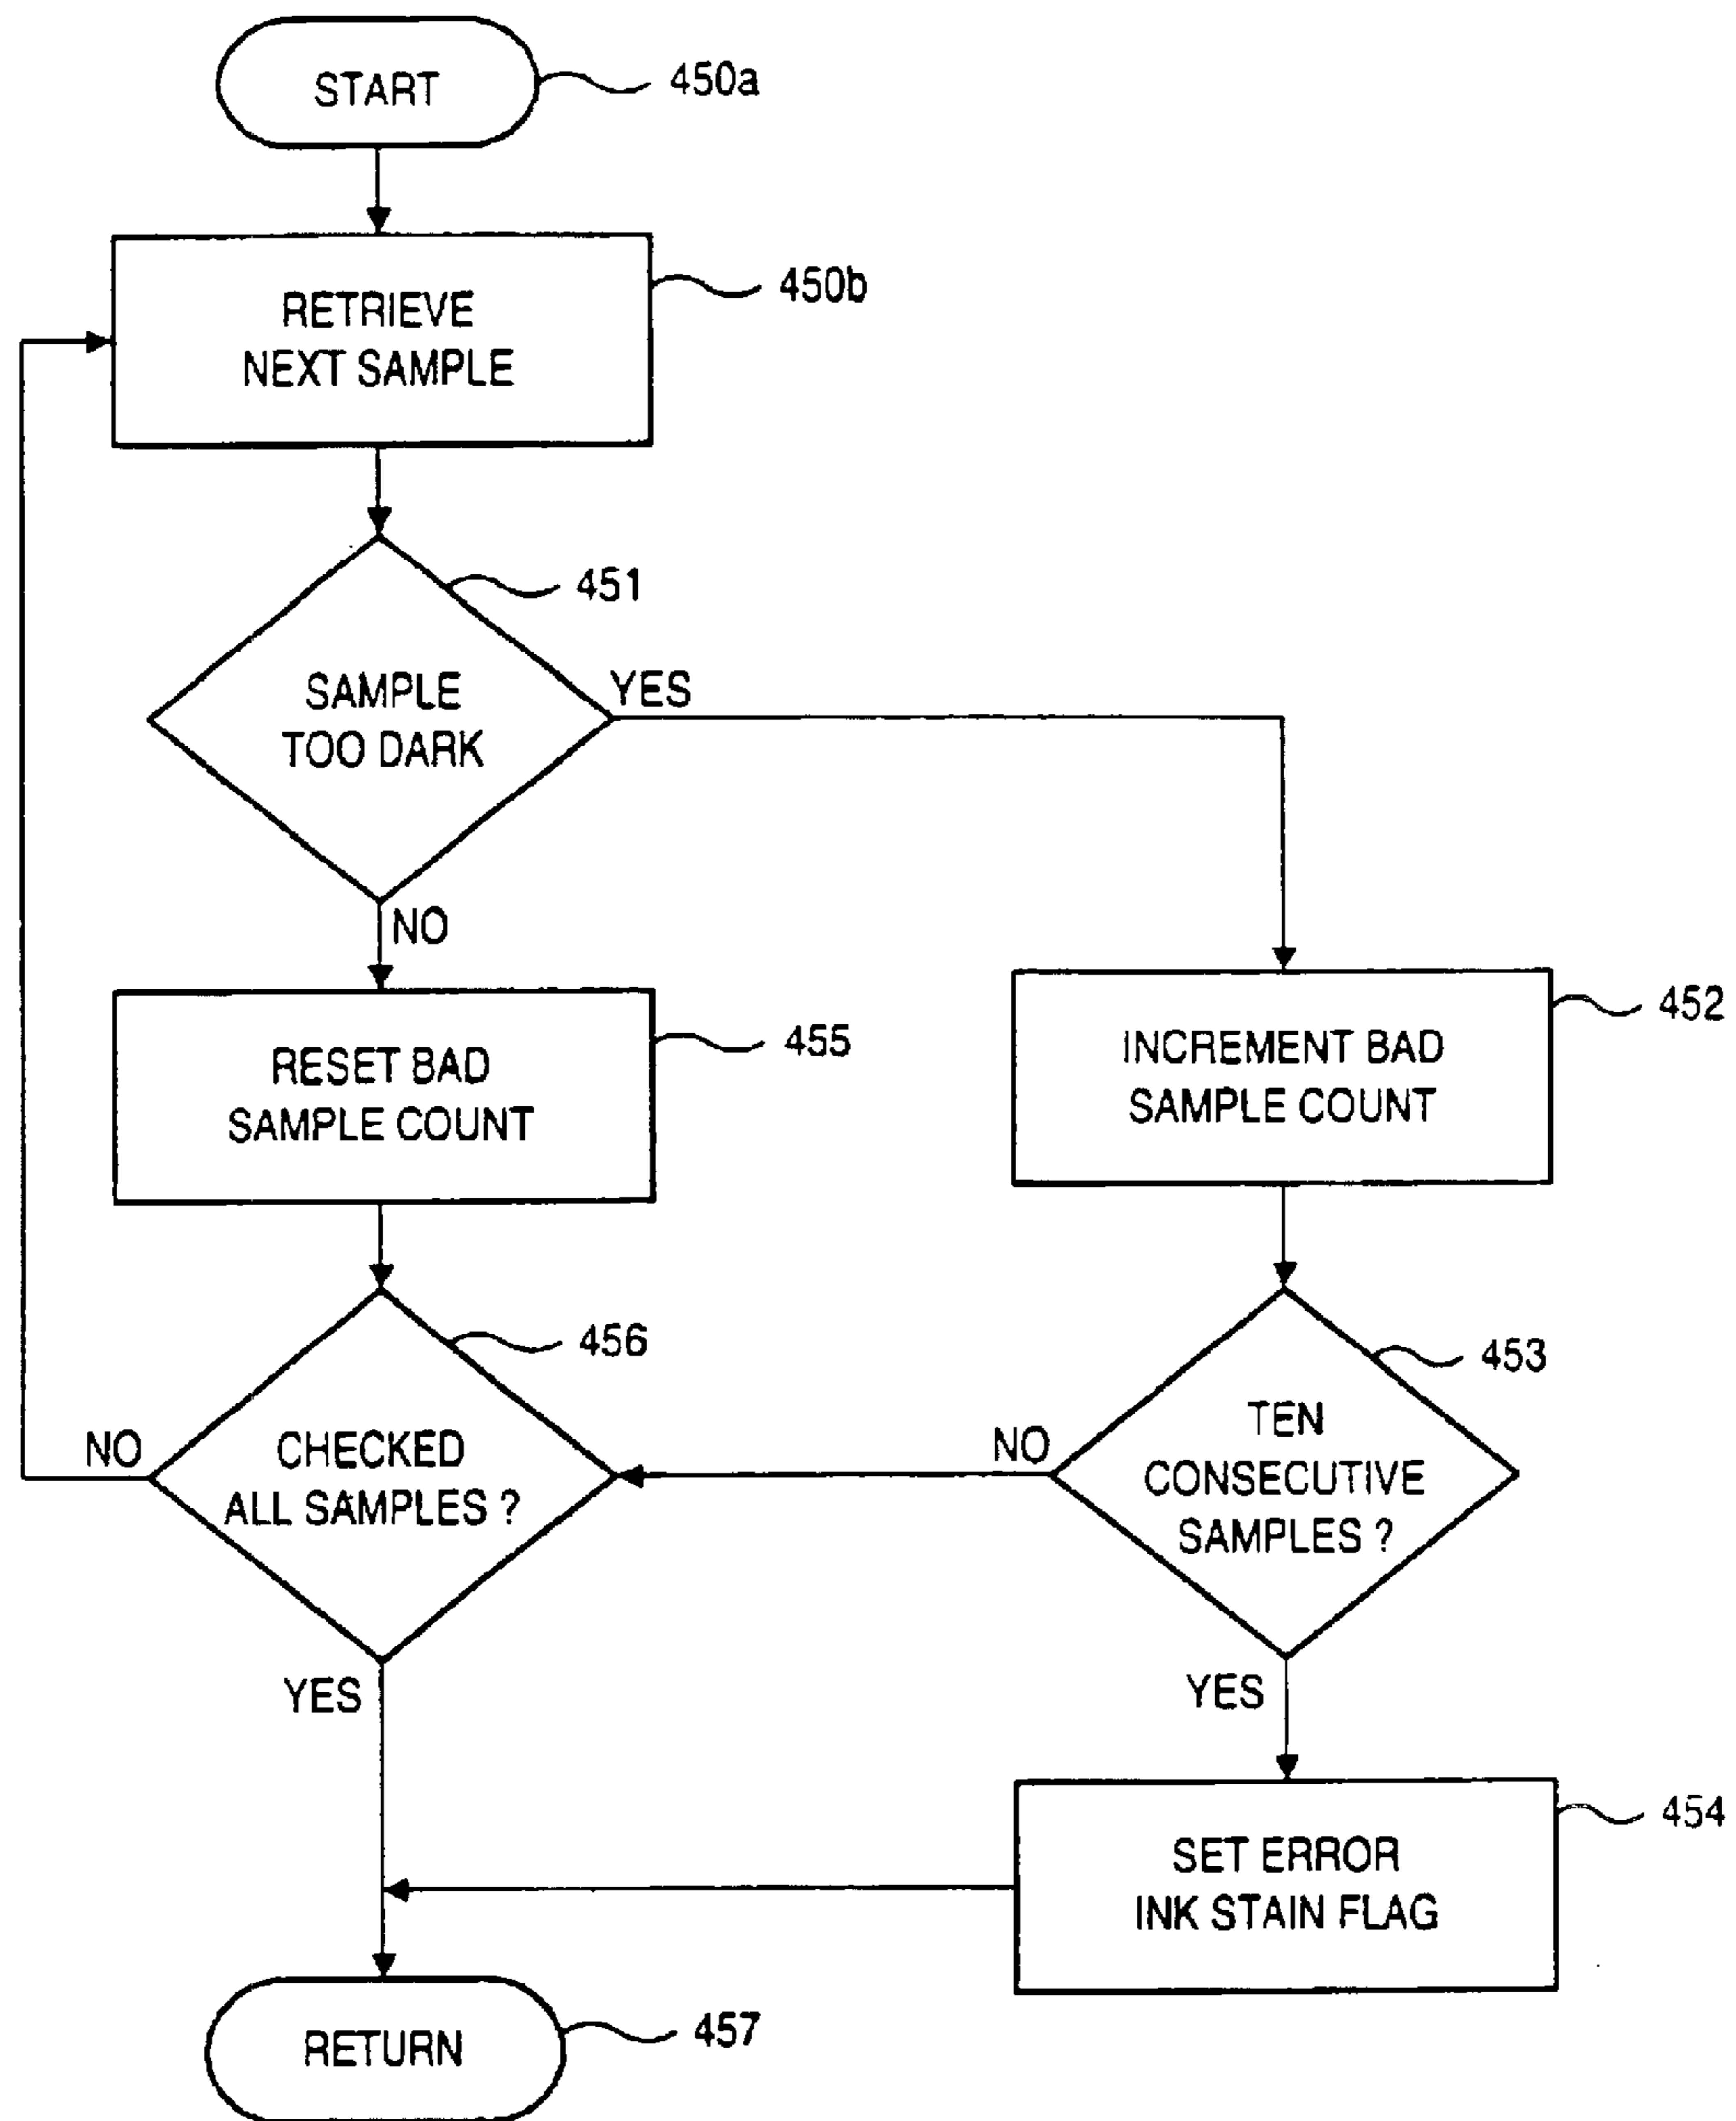 START
450a
RETRIEVE
NEXT SAMPLE
450b
451
SAMPLE
TOO DARK
YES
NO
RESET BAD
SAMPLE COUNT
455
INCREMENT BAD
SAMPLE COUNT
452
456
CHECKED
ALL SAMPLES ?
NO
YES
453
TEN
CONSECUTIVE
SAMPLES ?
NO
YES
SET ERROR
INK STAIN FLAG
454
RETURN
457